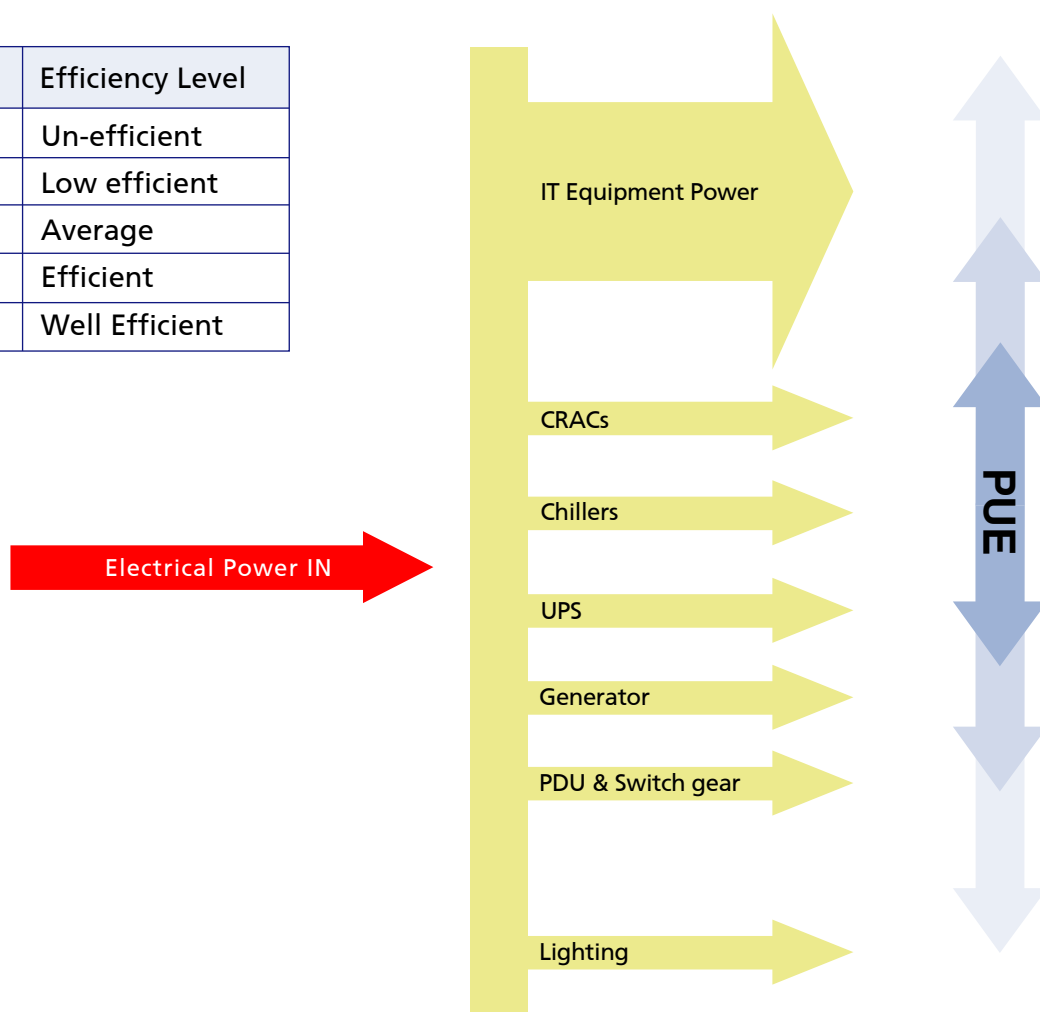 Efficiency Level
Un-efficient
Low efficient
Average
Efficient
Well Efficient
IT Equipment Power
CRACs
Chillers
PUE
Electrical Power IN
UPS
Generator
PDU & Switch gear
Lighting